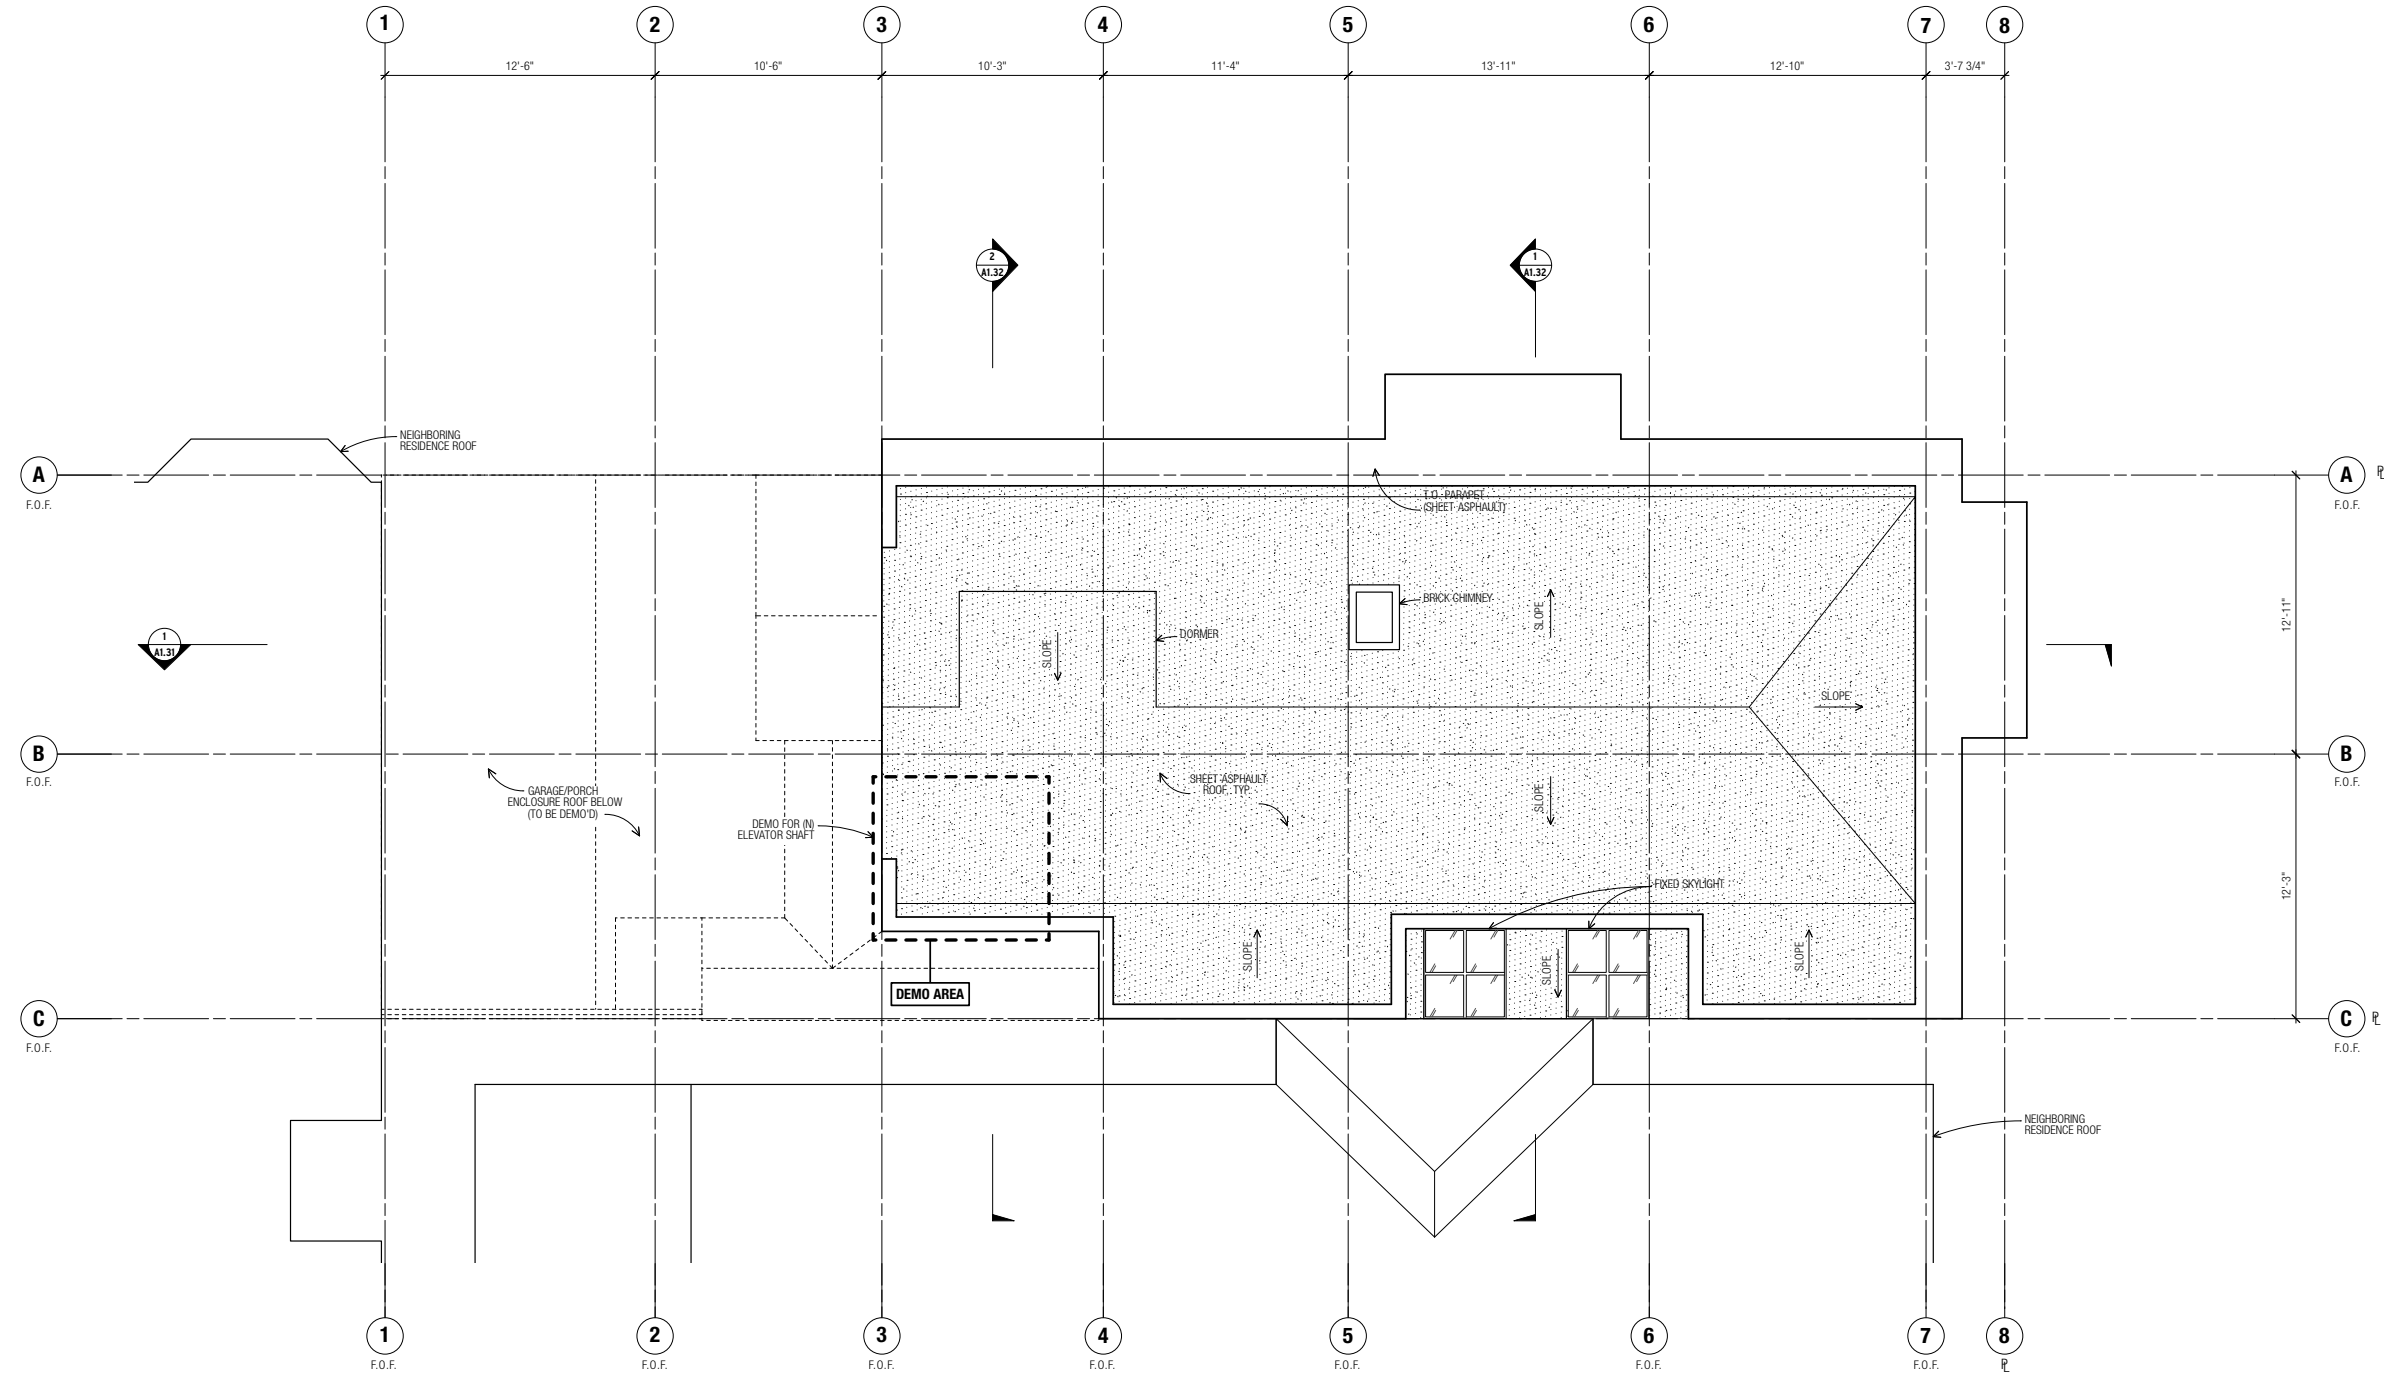 1 2 3 4 5 6 7 8
12'-6" 10'-6" 10'-3" 11'-4" 13'-11" 12'-10" 3'-7 3/4"
2
A1.32
1
A1.32
NEIGHBORING
RESIDENCE ROOF
A
F.O.F.
A
F.O.F.
PL
T.O. PARAPET
(SHEET ASPHAULT)
BRICK CHIMNEY
SLOPE
12'-11"
DORMER
SLOPE
1
A1.31
SLOPE
B
F.O.F.
B
F.O.F.
GARAGE/PORCH
ENCLOSURE ROOF BELOW
(TO BE DEMO'D)
SHEET ASPHAULT
ROOF, TYP.
SLOPE
DEMO FOR (N)
ELEVATOR SHAFT
FIXED SKYLIGHT
12'-3"
SLOPE
SLOPE
SLOPE
DEMO AREA
C
F.O.F.
C
F.O.F.
PL
NEIGHBORING
RESIDENCE ROOF
1 2 3 4 5 6 7 8
F.O.F. F.O.F. F.O.F. F.O.F. F.O.F. F.O.F. F.O.F. PL